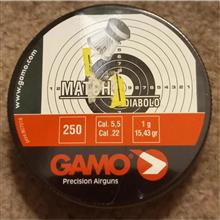 www.gamo.com
MATCH
DIABOLO
250
Cal. 5,5
Cal .22
1 g
15,43 gr
GAMO
Precision Airguns